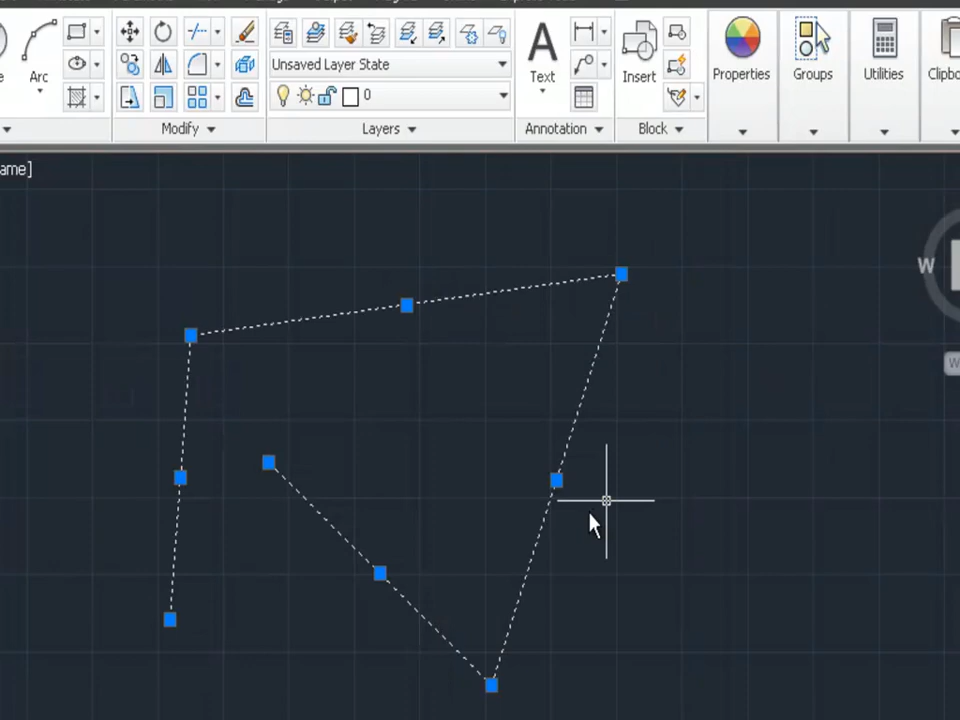 Arc
Unsaved Layer State
0
Text
Insert
Properties
Groups
Utilities
Modify
Layers
Annotation
Block
ame]
W
W